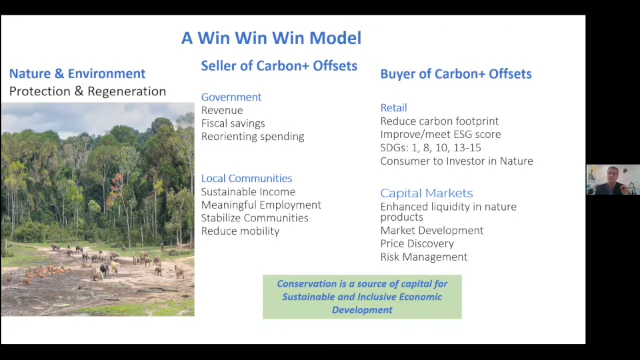 A Win Win Win Model
Nature & Environment
Protection & Regeneration
Seller of Carbon+ Offsets
Government
Revenue
Fiscal savings
Reorienting spending
Local Communities
Sustainable Income
Meaningful Employment
Stabilize Communities
Reduce mobility
Buyer of Carbon+ Offsets
Retail
Reduce carbon footprint
Improve/meet ESG score
SDGs: 1, 8, 10, 13-15
Consumer to Investor in Nature
Capital Markets
Enhanced liquidity in nature
products
Market Development
Price Discovery
Risk Management
Conservation is a source of capital for
Sustainable and Inclusive Economic
Development